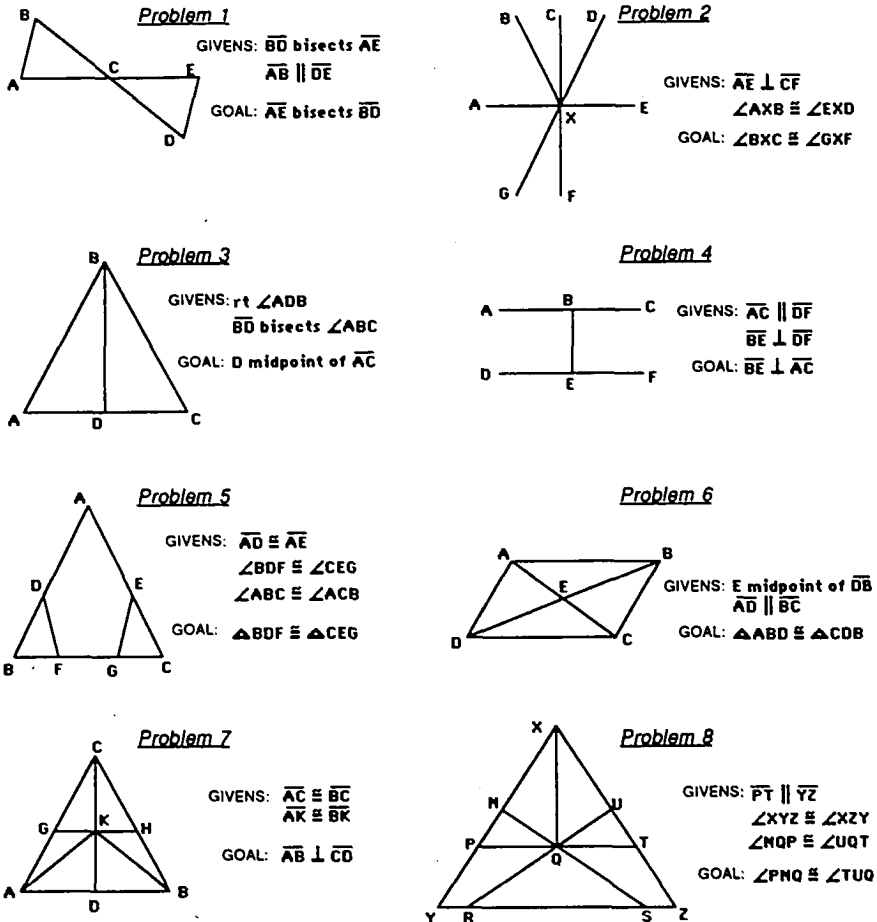 Problem 1
B
C
E
A
D
GIVENS: BD bisects AE
AB ∥ DE
GOAL: AE bisects BD
Problem 2
B C D
A E
X
G F
GIVENS: AE ⊥ CF
∠AXB ≅ ∠EXD
GOAL: ∠BXC ≅ ∠GXF
Problem 3
B
A D C
GIVENS: rt ∠ADB
BD bisects ∠ABC
GOAL: D midpoint of AC
Problem 4
A B C
D E F
GIVENS: AC ∥ DF
BE ⊥ DF
GOAL: BE ⊥ AC
Problem 5
A
D E
B F G C
GIVENS: AD ≅ AE
∠BDF ≅ ∠CEG
∠ABC ≅ ∠ACB
GOAL: △BDF ≅ △CEG
Problem 6
A B
E
D C
GIVENS: E midpoint of DB
AD ∥ BC
GOAL: △ABD ≅ △CDB
Problem 7
C
G K H
A D B
GIVENS: AC ≅ BC
AK ≅ BK
GOAL: AB ⊥ CD
Problem 8
X
N U
P Q T
Y R S Z
GIVENS: PT ∥ YZ
∠XYZ ≅ ∠XZY
∠NQP ≅ ∠UQT
GOAL: ∠PNQ ≅ ∠TUQ